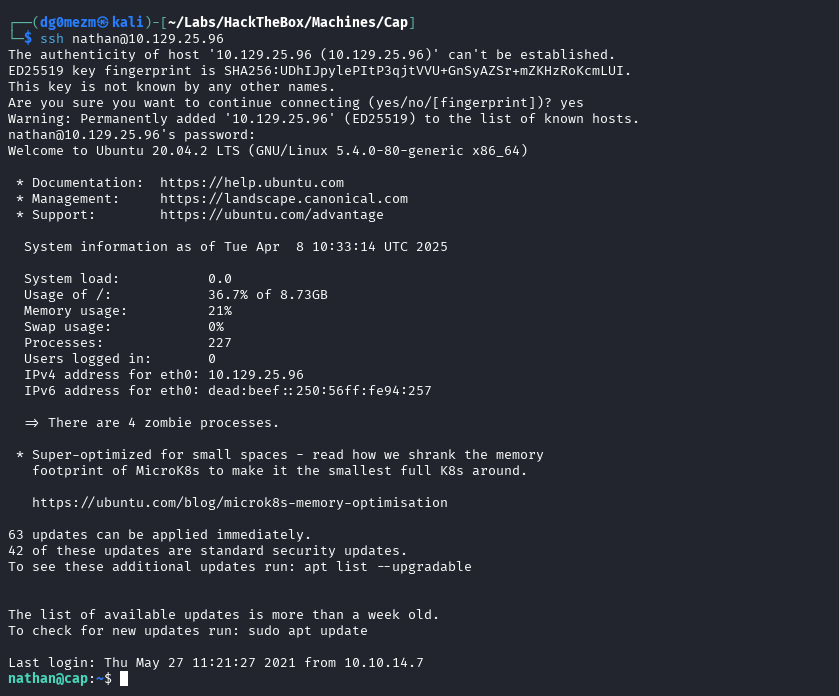 ┌──(dg0mezm㉿kali)-[~/Labs/HackTheBox/Machines/Cap]
└─$ ssh nathan@10.129.25.96
The authenticity of host '10.129.25.96 (10.129.25.96)' can't be established.
ED25519 key fingerprint is SHA256:UDhIJpylePItP3qjtVVU+GnSyAZSr+mZKHzRoKcmLUI.
This key is not known by any other names.
Are you sure you want to continue connecting (yes/no/[fingerprint])? yes
Warning: Permanently added '10.129.25.96' (ED25519) to the list of known hosts.
nathan@10.129.25.96's password:
Welcome to Ubuntu 20.04.2 LTS (GNU/Linux 5.4.0-80-generic x86_64)

 * Documentation:  https://help.ubuntu.com
 * Management:     https://landscape.canonical.com
 * Support:        https://ubuntu.com/advantage

  System information as of Tue Apr  8 10:33:14 UTC 2025

  System load:           0.0
  Usage of /:            36.7% of 8.73GB
  Memory usage:          21%
  Swap usage:            0%
  Processes:             227
  Users logged in:       0
  IPv4 address for eth0: 10.129.25.96
  IPv6 address for eth0: dead:beef::250:56ff:fe94:257

  => There are 4 zombie processes.

 * Super-optimized for small spaces - read how we shrank the memory
   footprint of MicroK8s to make it the smallest full K8s around.

   https://ubuntu.com/blog/microk8s-memory-optimisation

63 updates can be applied immediately.
42 of these updates are standard security updates.
To see these additional updates run: apt list --upgradable


The list of available updates is more than a week old.
To check for new updates run: sudo apt update

Last login: Thu May 27 11:21:27 2021 from 10.10.14.7
nathan@cap:~$